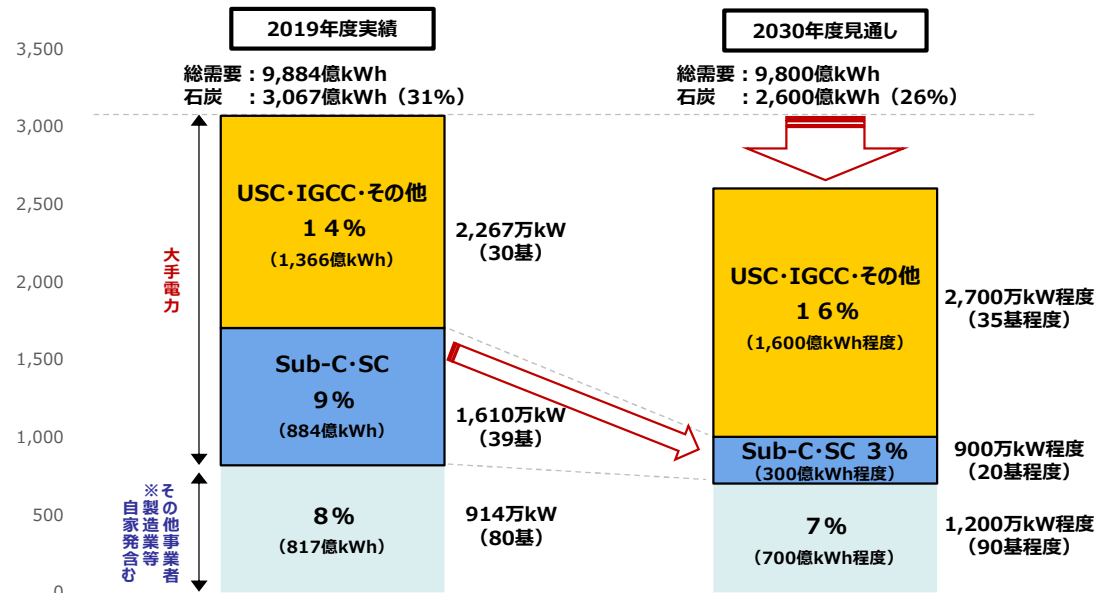 2019年度実績
2030年度見通し
総需要：9,884億kWh
石炭　：3,067億kWh（31%）
総需要：9,800億kWh
石炭　：2,600億kWh（26%）
3,500
3,000
2,500
2,000
1,500
1,000
500
0
大手電力
その他事業者
※製造業等
自家発含む
USC・IGCC・その他
１４%
（1,366億kWh）
2,267万kW
（30基）
Sub-C・SC
９%
（884億kWh）
1,610万kW
（39基）
８%
（817億kWh）
914万kW
（80基）
USC・IGCC・その他
１６%
（1,600億kWh程度）
2,700万kW程度
（35基程度）
Sub-C・SC ３%
（300億kWh程度）
900万kW程度
（20基程度）
７%
（700億kWh程度）
1,200万kW程度
（90基程度）